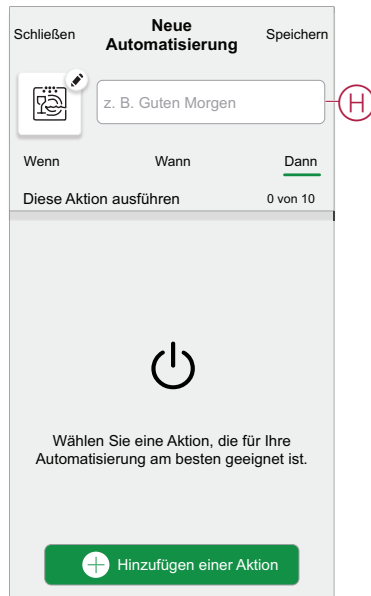 Schließen
Neue
Automatisierung
Speichern
z. B. Guten Morgen
H
Wenn
Wann
Dann
Diese Aktion ausführen
0 von 10
Wählen Sie eine Aktion, die für Ihre
Automatisierung am besten geeignet ist.
Hinzufügen einer Aktion